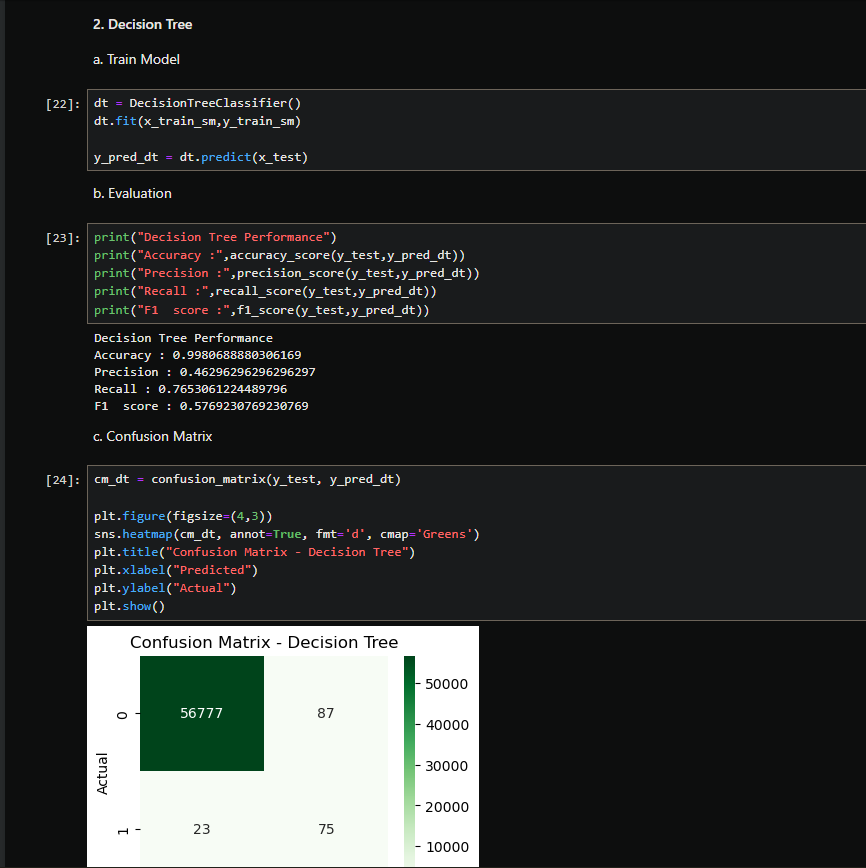 2. Decision Tree
a. Train Model
[22]:
dt = DecisionTreeClassifier()
dt.fit(x_train_sm,y_train_sm)
y_pred_dt = dt.predict(x_test)
b. Evaluation
[23]:
print("Decision Tree Performance")
print("Accuracy :",accuracy_score(y_test,y_pred_dt))
print("Precision :",precision_score(y_test,y_pred_dt))
print("Recall :",recall_score(y_test,y_pred_dt))
print("F1  score :",f1_score(y_test,y_pred_dt))
Decision Tree Performance
Accuracy : 0.9980688880306169
Precision : 0.46296296296296297
Recall : 0.7653061224489796
F1  score : 0.5769230769230769
c. Confusion Matrix
[24]:
cm_dt = confusion_matrix(y_test, y_pred_dt)
plt.figure(figsize=(4,3))
sns.heatmap(cm_dt, annot=True, fmt='d', cmap='Greens')
plt.title("Confusion Matrix - Decision Tree")
plt.xlabel("Predicted")
plt.ylabel("Actual")
plt.show()
Confusion Matrix - Decision Tree
50000
0
56777
87
40000
Actual
30000
20000
1
23
75
10000